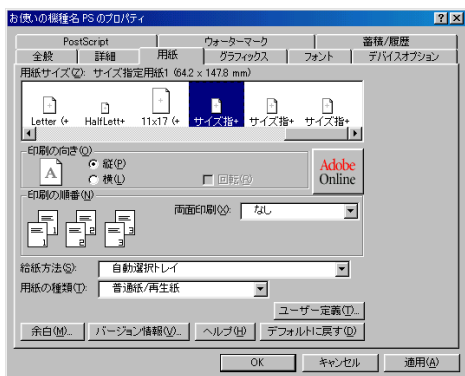 お使いの機種名 PS のプロパティ
PostScript ウォーターマーク 蓄積/履歴
全般 詳細 用紙 グラフィックス フォント デバイスオプション
用紙サイズ(Z): サイズ指定用紙1 (64.2 x 147.8 mm)
Letter (+ HalfLett+ 11x17 (+ サイズ指+ サイズ指+ サイズ指+
印刷の向き(O)
A
縦(P)
横(L)
回転(E)
Adobe
Online
印刷の順番(N)
1 2 3
1 2 3
両面印刷(X): なし
給紙方法(S): 自動選択トレイ
用紙の種類(T): 普通紙/再生紙
ユーザー定義(T)...
余白(M)... バージョン情報(V)... ヘルプ(H) デフォルトに戻す(D)
OK キャンセル 適用(A)